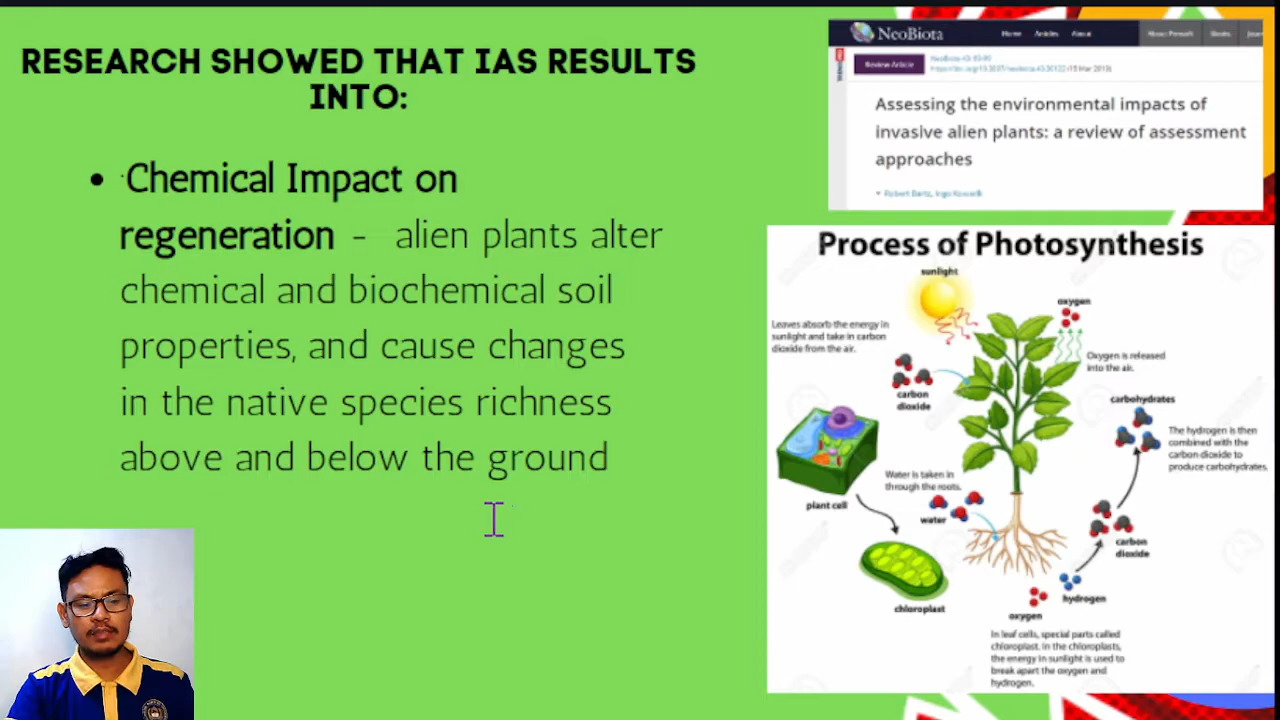 RESEARCH SHOWED THAT IAS RESULTS
INTO:
• Chemical Impact on
regeneration - alien plants alter
chemical and biochemical soil
properties, and cause changes
in the native species richness
above and below the ground
NeoBiota
Home Articles About
Books
Review Article
Assessing the environmental impacts of
invasive alien plants: a review of assessment
approaches
Process of Photosynthesis
sunlight
oxygen
Leaves absorb the energy in
sunlight and take in carbon
dioxide from the air.
Oxygen is released
into the air.
carbon
dioxide
carbohydrates
The hydrogen is then
combined with the
carbon dioxide to
produce carbohydrates.
Water is taken in
through the roots.
plant cell
water
carbon
dioxide
chloroplast
hydrogen
oxygen
In leaf cells, special parts called
chloroplast. In the chloroplasts,
the energy in sunlight is used to
break apart the oxygen and
hydrogen.